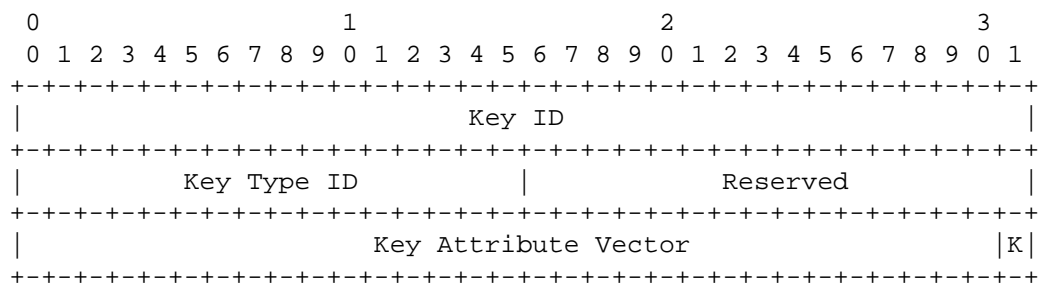 0                   1                   2                   3
 0 1 2 3 4 5 6 7 8 9 0 1 2 3 4 5 6 7 8 9 0 1 2 3 4 5 6 7 8 9 0 1
+-+-+-+-+-+-+-+-+-+-+-+-+-+-+-+-+-+-+-+-+-+-+-+-+-+-+-+-+-+-+-+-+
|                            Key ID                             |
+-+-+-+-+-+-+-+-+-+-+-+-+-+-+-+-+-+-+-+-+-+-+-+-+-+-+-+-+-+-+-+-+
|          Key Type ID          |            Reserved           |
+-+-+-+-+-+-+-+-+-+-+-+-+-+-+-+-+-+-+-+-+-+-+-+-+-+-+-+-+-+-+-+-+
|                      Key Attribute Vector                   |K|
+-+-+-+-+-+-+-+-+-+-+-+-+-+-+-+-+-+-+-+-+-+-+-+-+-+-+-+-+-+-+-+-+